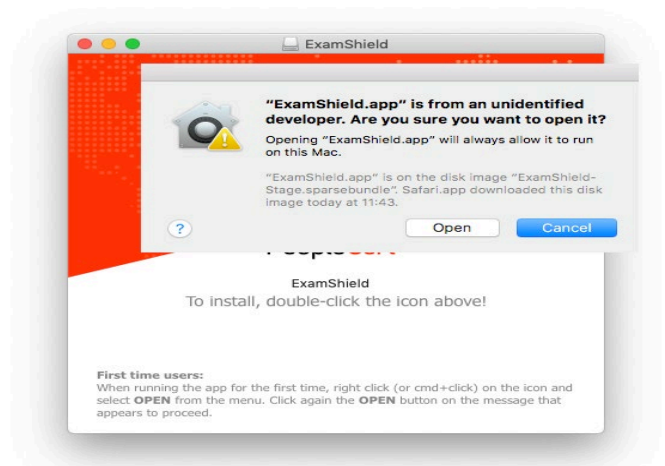 ExamShield
"ExamShield.app" is from an unidentified
developer. Are you sure you want to open it?
Opening "ExamShield.app" will always allow it to run
on this Mac.
"ExamShield.app" is on the disk image "ExamShield-
Stage.sparsebundle". Safari.app downloaded this disk
image today at 11:43.
?
Open
Cancel
ExamShield
To install, double-click the icon above!
First time users:
When running the app for the first time, right click (or cmd+click) on the icon and
select OPEN from the menu. Click again the OPEN button on the message that
appears to proceed.